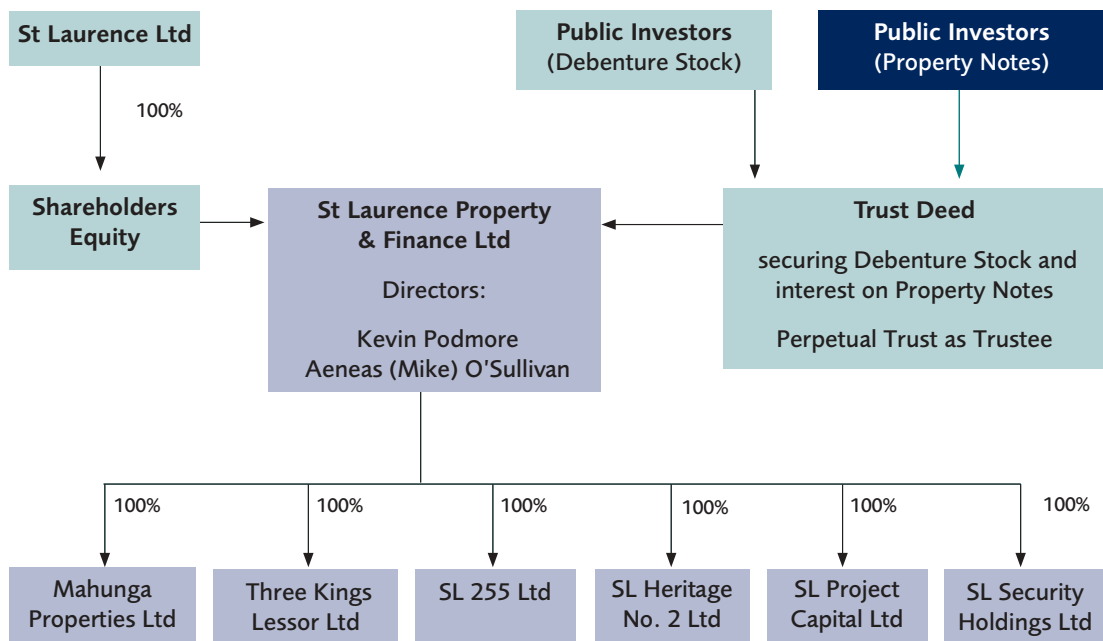 St Laurence Ltd
100%
Public Investors
(Debenture Stock)
Public Investors
(Property Notes)
Shareholders
Equity
St Laurence Property
& Finance Ltd
Directors:
Kevin Podmore
Aeneas (Mike) O'Sullivan
Trust Deed
securing Debenture Stock and
interest on Property Notes
Perpetual Trust as Trustee
100%
100%
100%
100%
100%
100%
Mahunga
Properties Ltd
Three Kings
Lessor Ltd
SL 255 Ltd
SL Heritage
No. 2 Ltd
SL Project
Capital Ltd
SL Security
Holdings Ltd